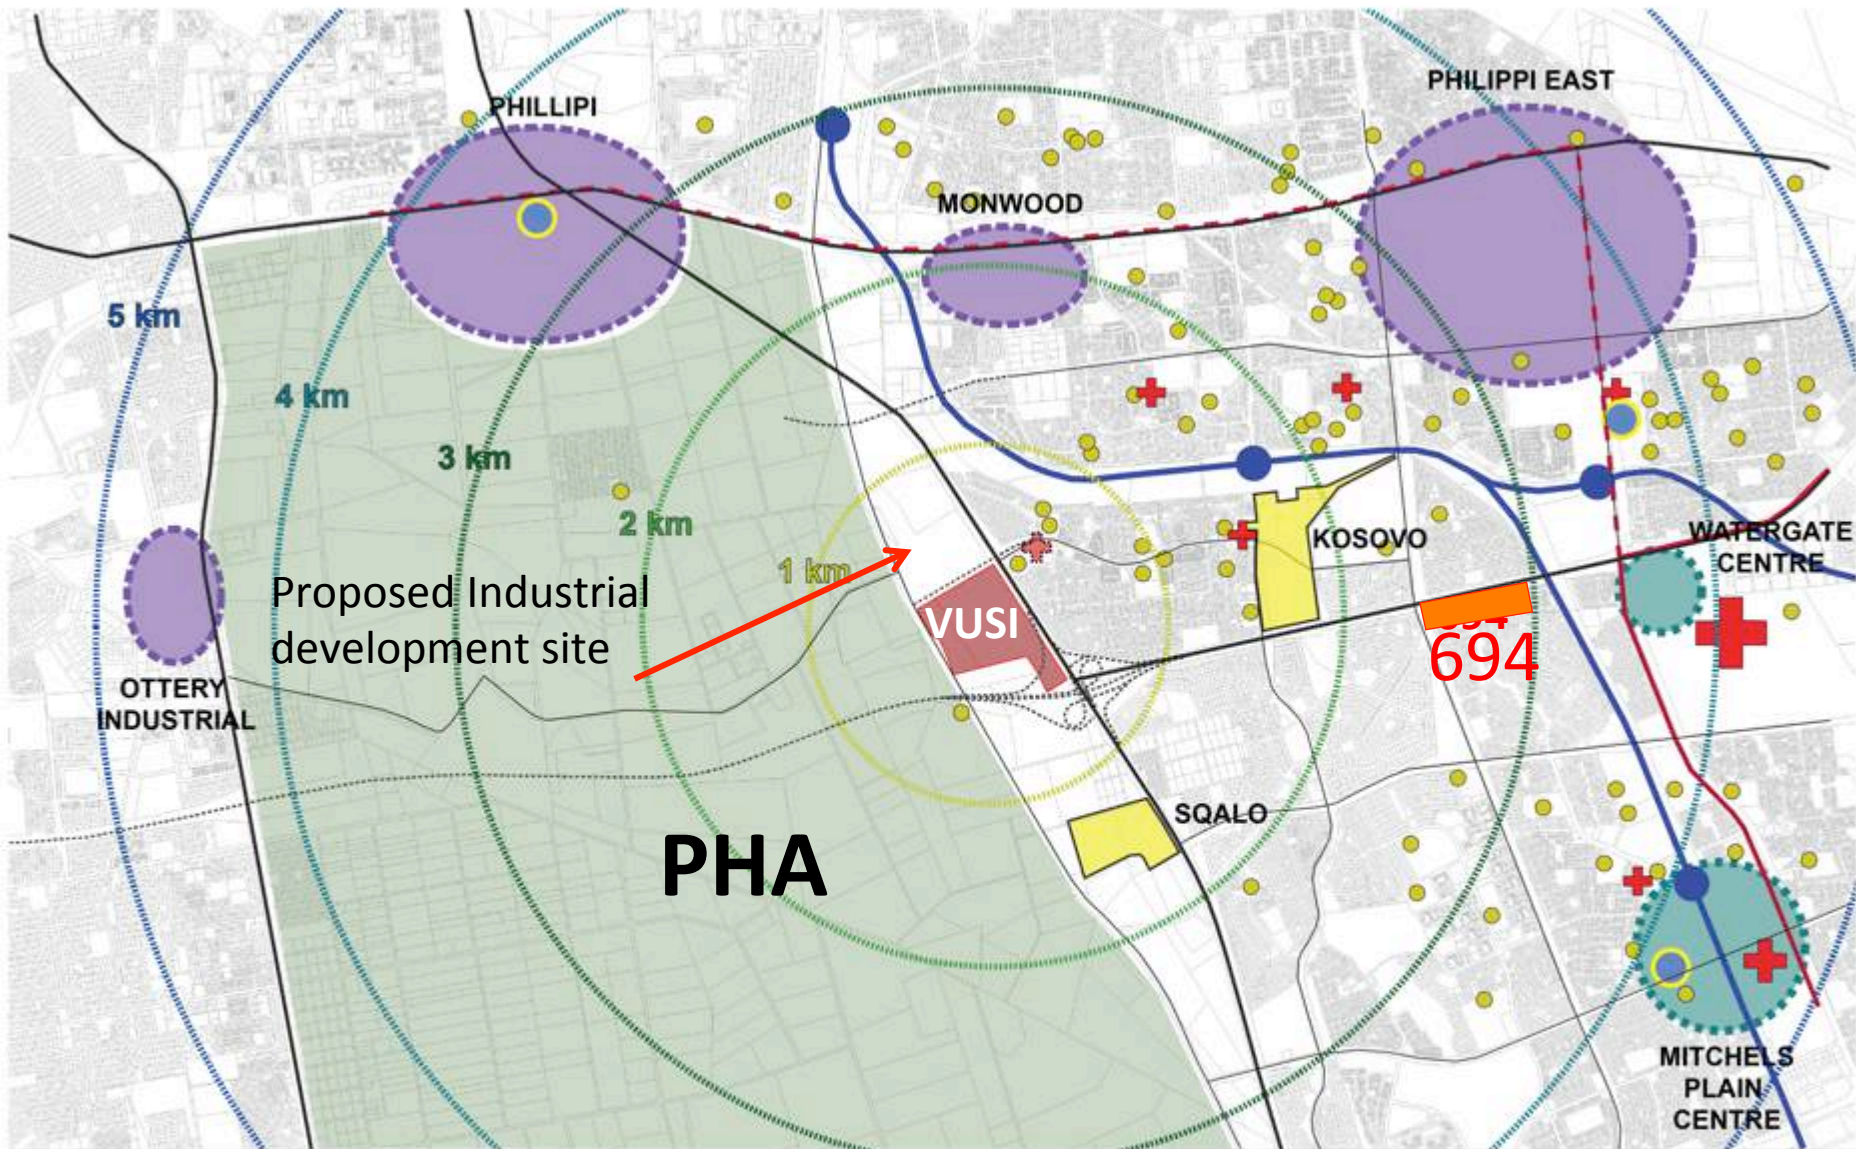 PHILIPPI EAST
PHILLIPI
MONWOOD
5 km
4 km
3 km
2 km
1 km
WATERGATE
CENTRE
KOSOVO
Proposed Industrial
development site
VUSI
694
OTTERY
INDUSTRIAL
SQALO
PHA
MITCHELS
PLAIN
CENTRE